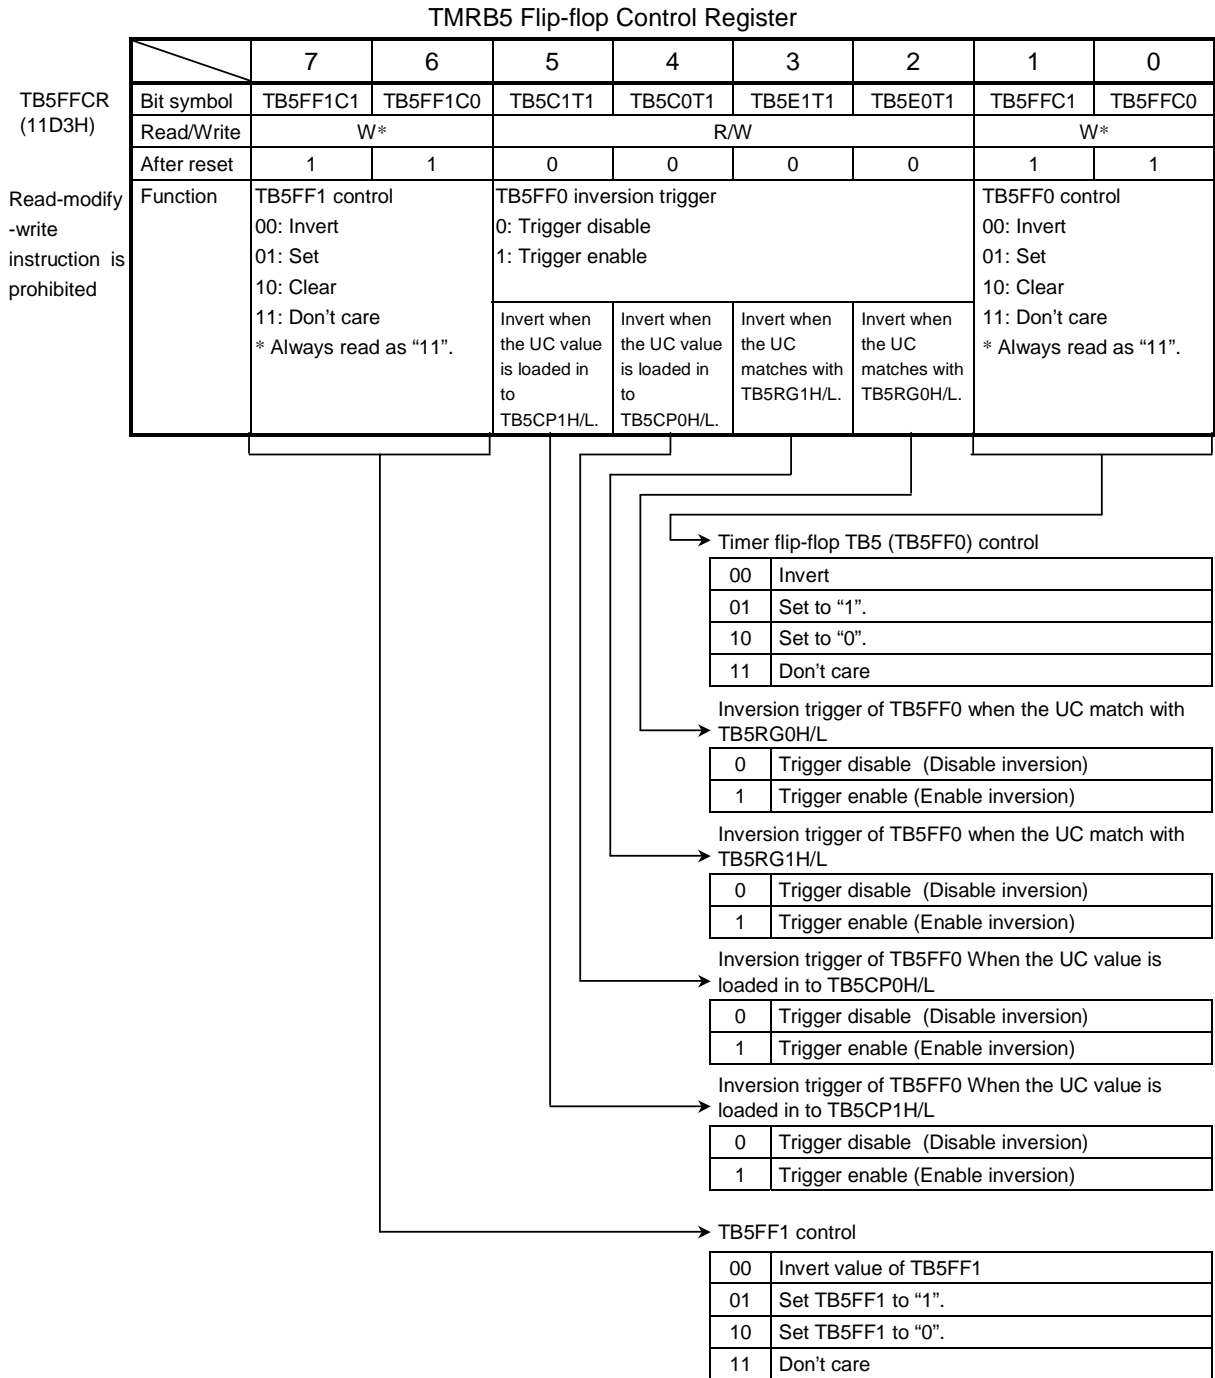 TMRB5 Flip-flop Control Register
7 6 5 4 3 2 1 0
TB5FFCR
(11D3H)
Bit symbol TB5FF1C1 TB5FF1C0 TB5C1T1 TB5C0T1 TB5E1T1 TB5E0T1 TB5FFC1 TB5FFC0
Read/Write W* R/W W*
After reset 1 1 0 0 0 0 1 1
Read-modify
-write
instruction is
prohibited
Function
TB5FF1 control
00: Invert
01: Set
10: Clear
11: Don't care
* Always read as “11”.
TB5FF0 inversion trigger
0: Trigger disable
1: Trigger enable
Invert when
the UC value
is loaded in
to
TB5CP1H/L.
Invert when
the UC value
is loaded in
to
TB5CP0H/L.
Invert when
the UC
matches with
TB5RG1H/L.
Invert when
the UC
matches with
TB5RG0H/L.
TB5FF0 control
00: Invert
01: Set
10: Clear
11: Don't care
* Always read as “11”.
Timer flip-flop TB5 (TB5FF0) control
00 Invert
01 Set to “1”.
10 Set to “0”.
11 Don't care
Inversion trigger of TB5FF0 when the UC match with
TB5RG0H/L
0 Trigger disable (Disable inversion)
1 Trigger enable (Enable inversion)
Inversion trigger of TB5FF0 when the UC match with
TB5RG1H/L
0 Trigger disable (Disable inversion)
1 Trigger enable (Enable inversion)
Inversion trigger of TB5FF0 When the UC value is
loaded in to TB5CP0H/L
0 Trigger disable (Disable inversion)
1 Trigger enable (Enable inversion)
Inversion trigger of TB5FF0 When the UC value is
loaded in to TB5CP1H/L
0 Trigger disable (Disable inversion)
1 Trigger enable (Enable inversion)
TB5FF1 control
00 Invert value of TB5FF1
01 Set TB5FF1 to “1”.
10 Set TB5FF1 to “0”.
11 Don't care